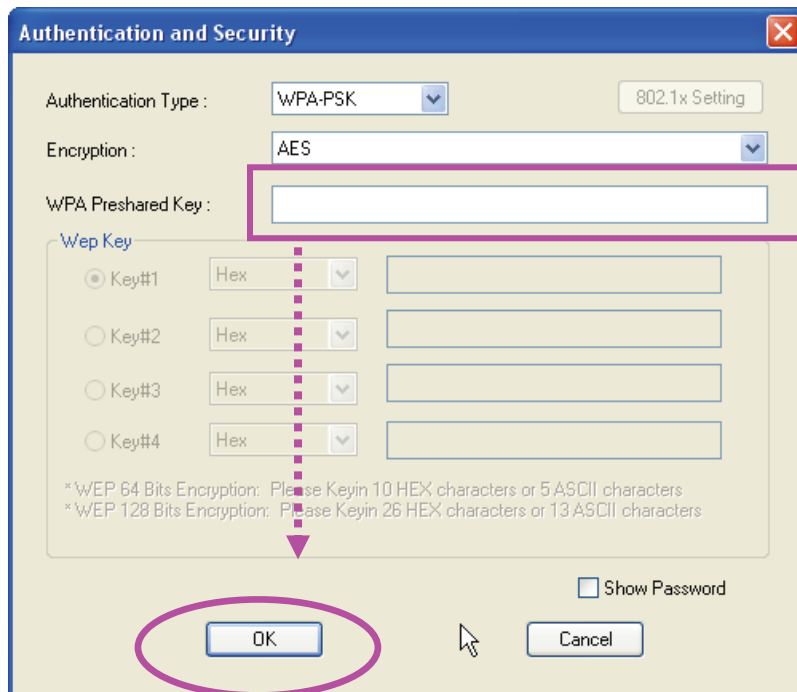 Authentication and Security
Authentication Type : WPA-PSK 802.1x Setting
Encryption : AES
WPA Preshared Key :
Wep Key
Key#1 Hex
Key#2 Hex
Key#3 Hex
Key#4 Hex
* WEP 64 Bits Encryption: Please Keyin 10 HEX characters or 5 ASCII characters
* WEP 128 Bits Encryption: Please Keyin 26 HEX characters or 13 ASCII characters
Show Password
OK Cancel